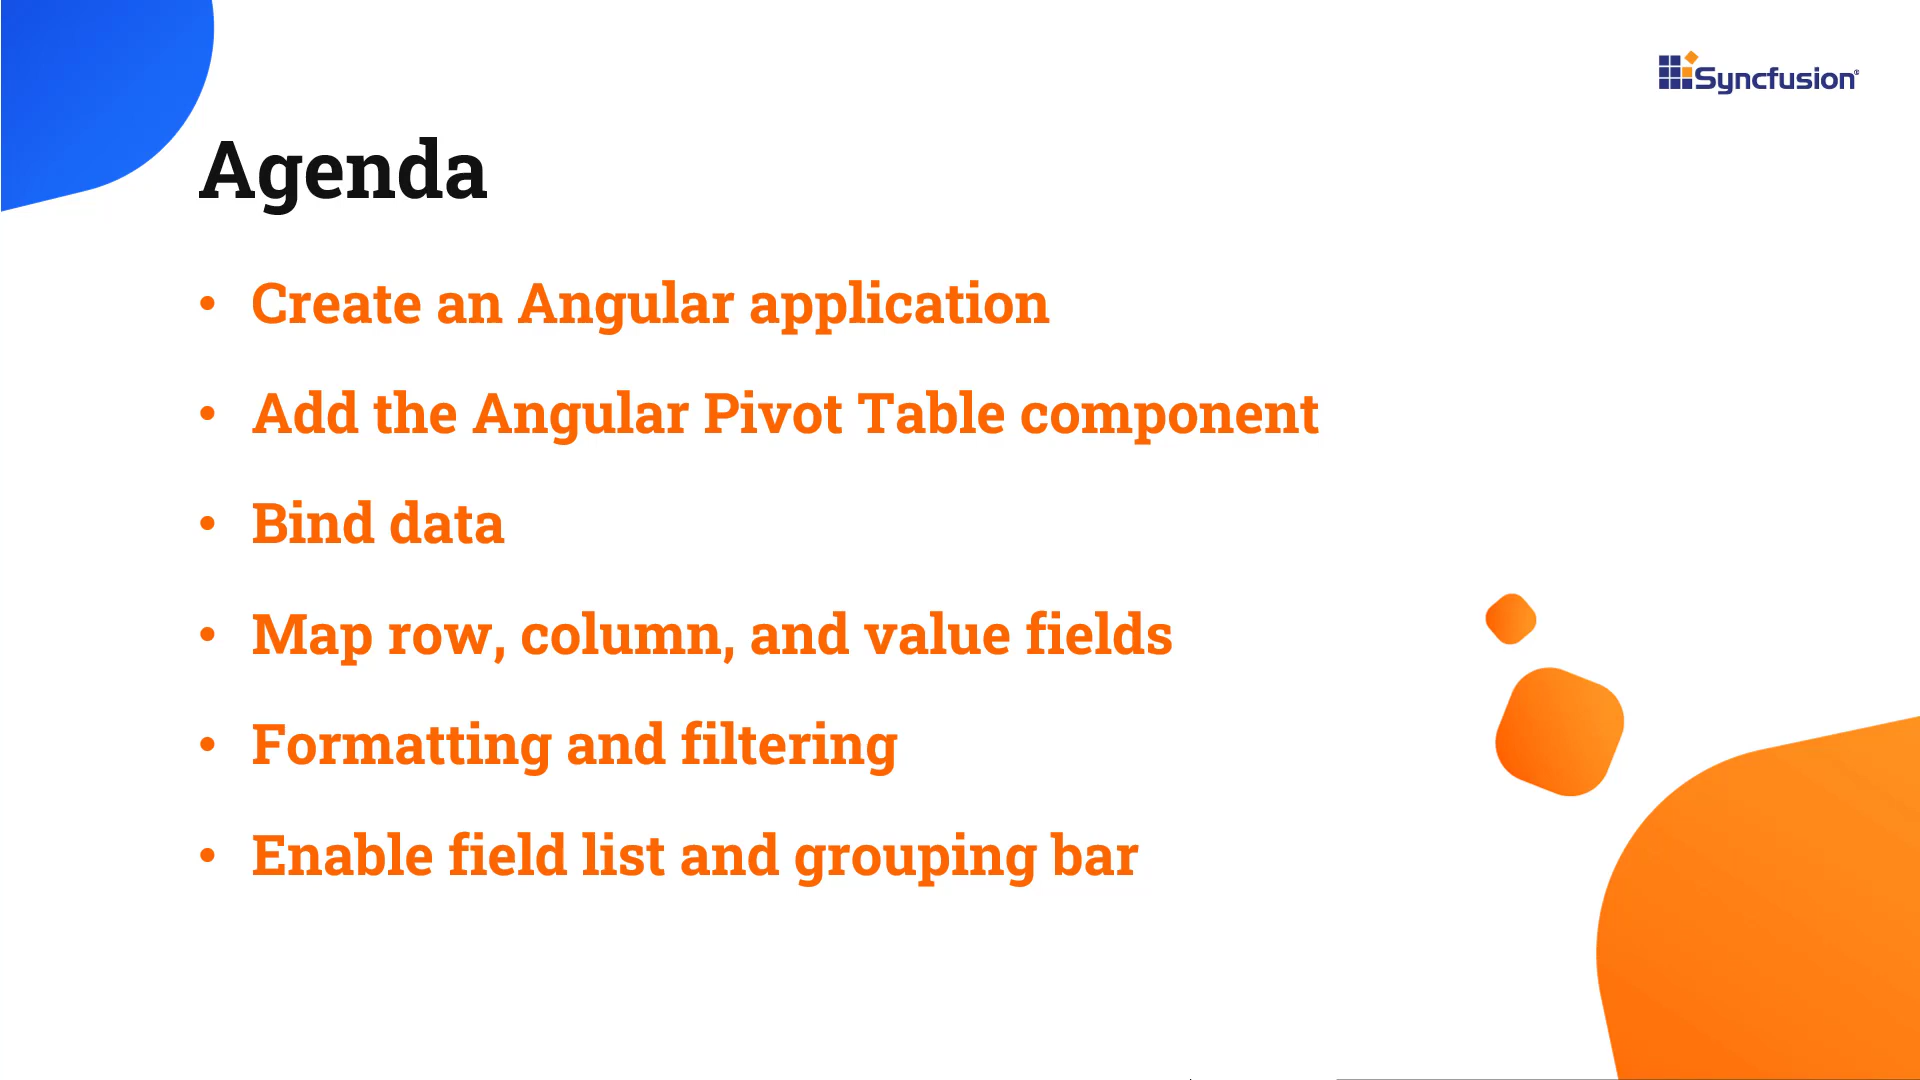 Syncfusion®
Agenda
• Create an Angular application
• Add the Angular Pivot Table component
• Bind data
• Map row, column, and value fields
• Formatting and filtering
• Enable field list and grouping bar